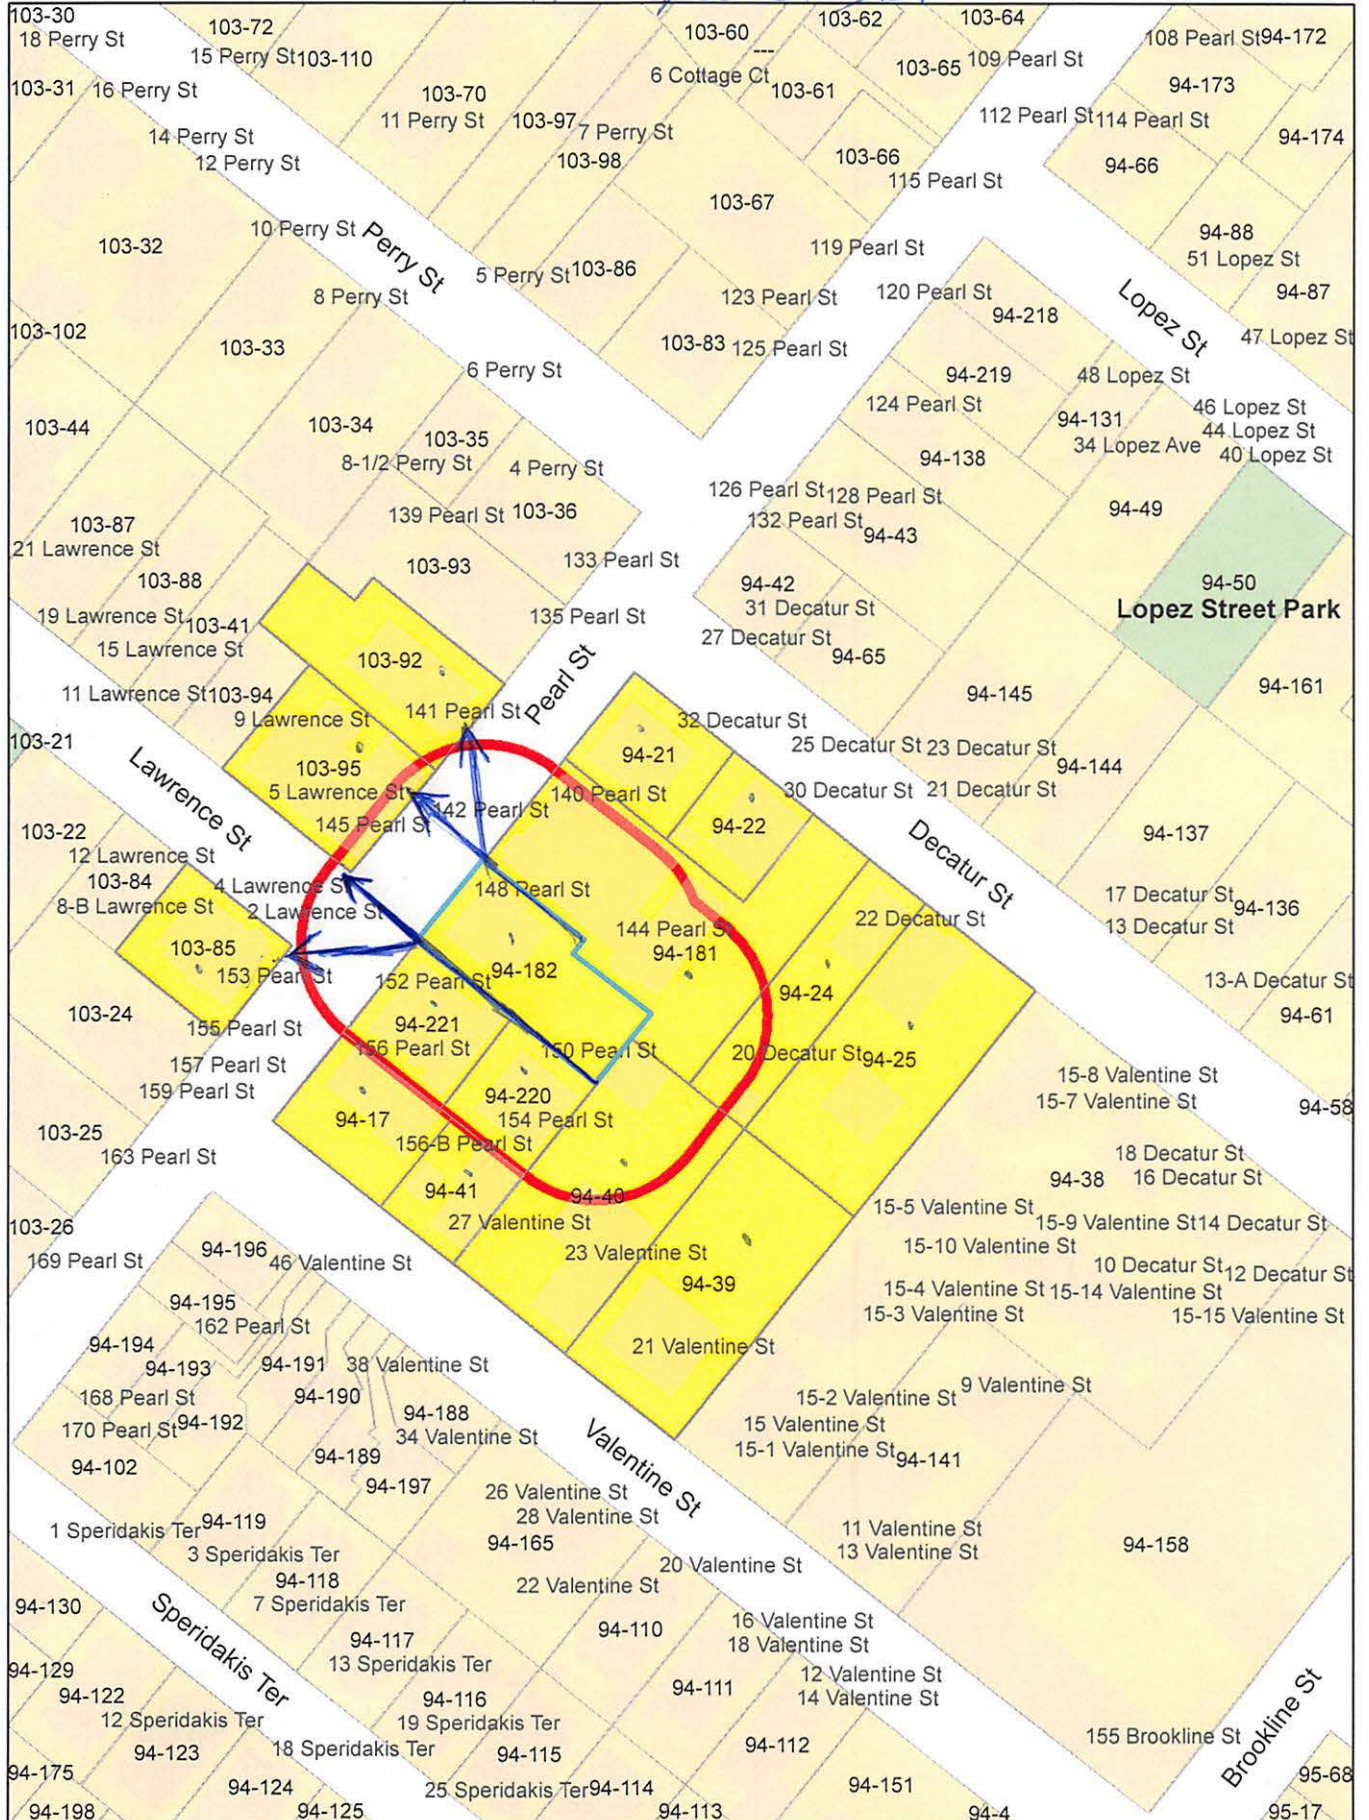 103-30
18 Perry St
103-72
15 Perry St
103-110
103-60
---
103-62
103-64
109 Pearl St
108 Pearl St
94-172
103-31
16 Perry St
103-70
11 Perry St
6 Cottage Ct
103-61
103-65
94-173
14 Perry St
12 Perry St
103-97
7 Perry St
103-98
103-66
115 Pearl St
112 Pearl St
114 Pearl St
94-66
94-174
103-67
103-32
10 Perry St
Perry St
5 Perry St
103-86
119 Pearl St
94-88
51 Lopez St
8 Perry St
123 Pearl St
120 Pearl St
94-218
Lopez St
94-87
47 Lopez St
103-102
103-33
103-83
125 Pearl St
6 Perry St
94-219
48 Lopez St
124 Pearl St
94-131
46 Lopez St
44 Lopez St
34 Lopez Ave
40 Lopez St
103-44
103-34
103-35
8-1/2 Perry St
4 Perry St
94-138
126 Pearl St
128 Pearl St
132 Pearl St
94-43
94-49
103-87
21 Lawrence St
139 Pearl St
103-36
103-88
103-93
133 Pearl St
94-42
31 Decatur St
94-50
Lopez Street Park
19 Lawrence St
103-41
15 Lawrence St
135 Pearl St
27 Decatur St
94-65
103-92
Pearl St
11 Lawrence St
103-94
9 Lawrence St
141 Pearl St
94-145
94-161
103-21
Lawrence St
103-95
5 Lawrence St
32 Decatur St
94-21
25 Decatur St
23 Decatur St
94-144
142 Pearl St
140 Pearl St
30 Decatur St
21 Decatur St
145 Pearl St
94-22
Decatur St
94-137
103-22
12 Lawrence St
103-84
8-B Lawrence St
4 Lawrence St
2 Lawrence St
148 Pearl St
17 Decatur St
94-136
13 Decatur St
22 Decatur St
144 Pearl St
94-181
103-85
153 Pearl St
94-182
152 Pearl St
94-24
13-A Decatur St
94-61
103-24
155 Pearl St
94-221
156 Pearl St
150 Pearl St
20 Decatur St
94-25
157 Pearl St
159 Pearl St
94-220
154 Pearl St
15-8 Valentine St
15-7 Valentine St
94-58
94-17
156-B Pearl St
103-25
163 Pearl St
94-41
94-40
27 Valentine St
18 Decatur St
94-38
16 Decatur St
15-5 Valentine St
15-9 Valentine St
14 Decatur St
103-26
169 Pearl St
94-196
46 Valentine St
23 Valentine St
94-39
15-10 Valentine St
10 Decatur St
12 Decatur St
15-4 Valentine St
15-14 Valentine St
15-3 Valentine St
15-15 Valentine St
94-195
162 Pearl St
94-194
94-193
94-191
38 Valentine St
21 Valentine St
168 Pearl St
94-190
94-188
34 Valentine St
15-2 Valentine St
9 Valentine St
170 Pearl St
94-192
15 Valentine St
15-1 Valentine St
94-141
94-102
94-189
94-197
Valentine St
26 Valentine St
28 Valentine St
94-165
1 Speridakis Ter
94-119
3 Speridakis Ter
11 Valentine St
13 Valentine St
94-158
20 Valentine St
94-118
7 Speridakis Ter
22 Valentine St
94-130
Speridakis Ter
94-117
13 Speridakis Ter
94-110
16 Valentine St
18 Valentine St
94-129
94-122
94-116
94-111
12 Valentine St
14 Valentine St
12 Speridakis Ter
19 Speridakis Ter
155 Brookline St
Brookline St
94-123
18 Speridakis Ter
94-115
94-112
94-175
94-124
25 Speridakis Ter
94-114
94-151
95-68
94-198
94-125
94-113
94-4
95-17